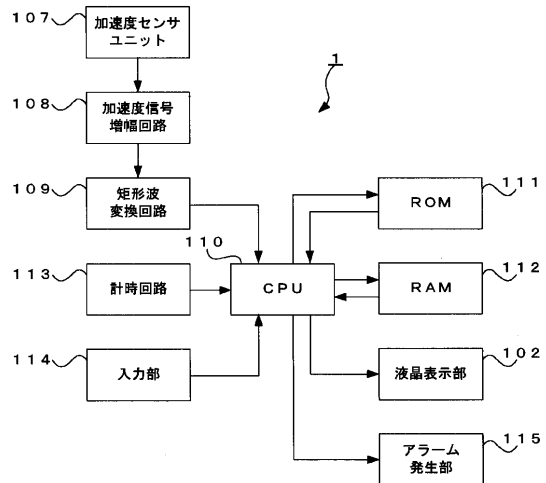 107
加速度センサ
ユニット
1
108
加速度信号
増幅回路
109
矩形波
変換回路
111
ROM
110
CPU
113
計時回路
112
RAM
114
入力部
102
液晶表示部
115
アラーム
発生部